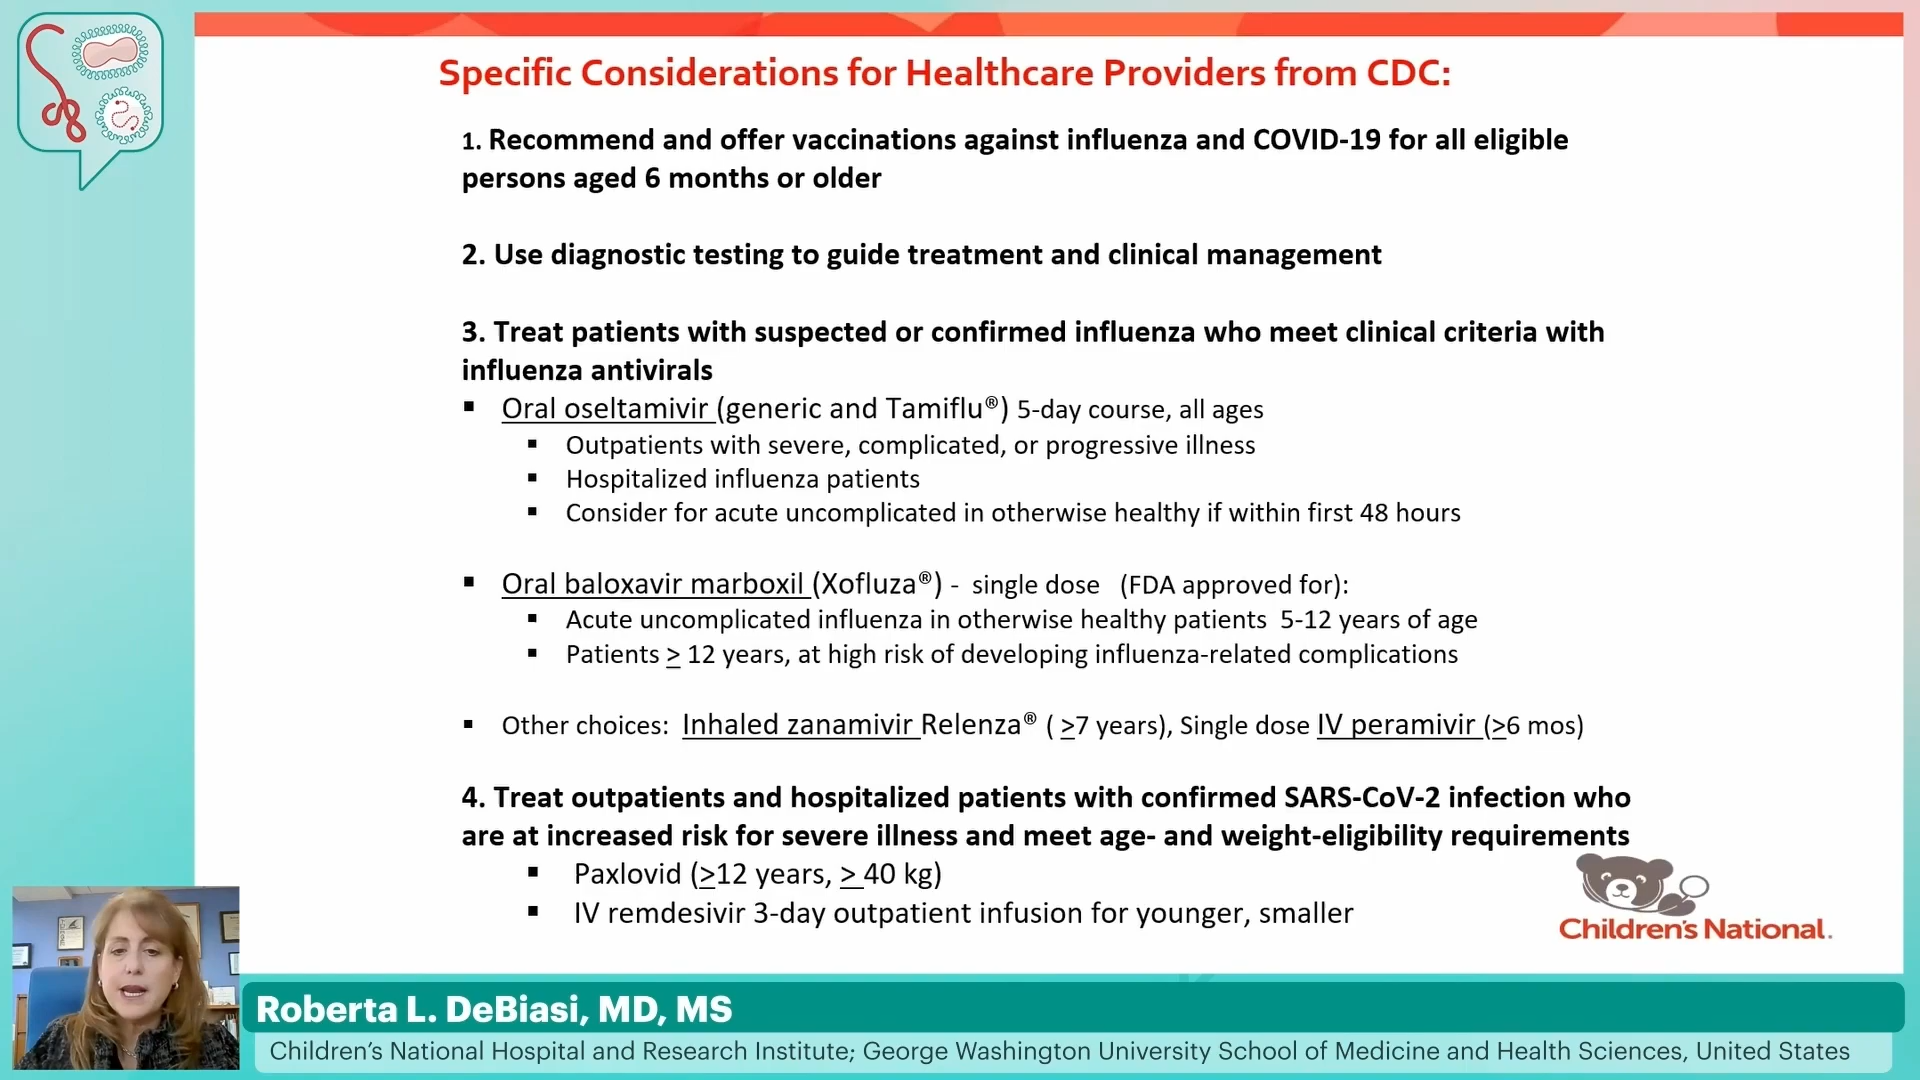 Specific Considerations for Healthcare Providers from CDC:
1. Recommend and offer vaccinations against influenza and COVID-19 for all eligible
persons aged 6 months or older
2. Use diagnostic testing to guide treatment and clinical management
3. Treat patients with suspected or confirmed influenza who meet clinical criteria with
influenza antivirals
▪ Oral oseltamivir (generic and Tamiflu®) 5-day course, all ages
▪ Outpatients with severe, complicated, or progressive illness
▪ Hospitalized influenza patients
▪ Consider for acute uncomplicated in otherwise healthy if within first 48 hours
▪ Oral baloxavir marboxil (Xofluza®) - single dose (FDA approved for):
▪ Acute uncomplicated influenza in otherwise healthy patients 5-12 years of age
▪ Patients ≥ 12 years, at high risk of developing influenza-related complications
▪ Other choices: Inhaled zanamivir Relenza® ( ≥7 years), Single dose IV peramivir (≥6 mos)
4. Treat outpatients and hospitalized patients with confirmed SARS-CoV-2 infection who
are at increased risk for severe illness and meet age- and weight-eligibility requirements
▪ Paxlovid (≥12 years, ≥ 40 kg)
▪ IV remdesivir 3-day outpatient infusion for younger, smaller
Children's National.
Roberta L. DeBiasi, MD, MS
Children's National Hospital and Research Institute; George Washington University School of Medicine and Health Sciences, United States